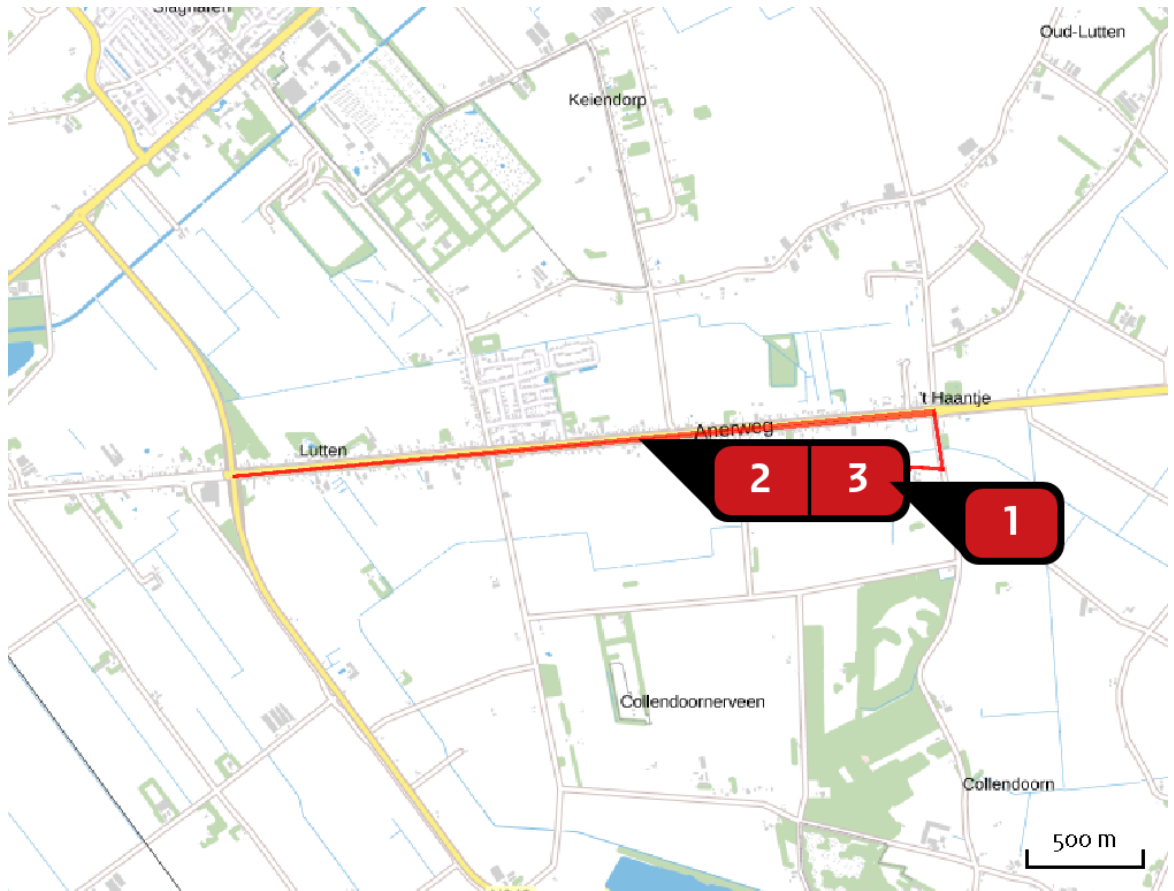 Slagharen
Oud-Lutten
Keiendorp
't Haantje
Anerweg
Lutten
2 3
1
Collendoornerveen
Collendoorn
500 m